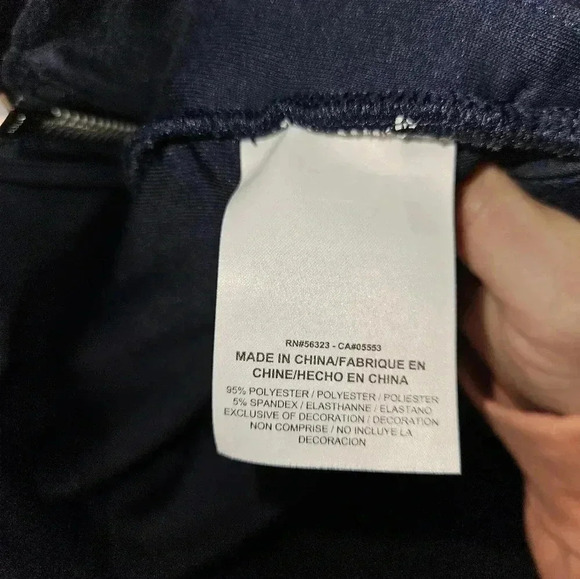 RN#56323 - CA#05553
MADE IN CHINA/FABRIQUE EN
CHINE/HECHO EN CHINA
95% POLYESTER / POLYESTER / POLIESTER
5% SPANDEX / ELASTHANNE / ELASTANO
EXCLUSIVE OF DECORATION / DECORATION
NON COMPRISE / NO INCLUYE LA
DECORACION